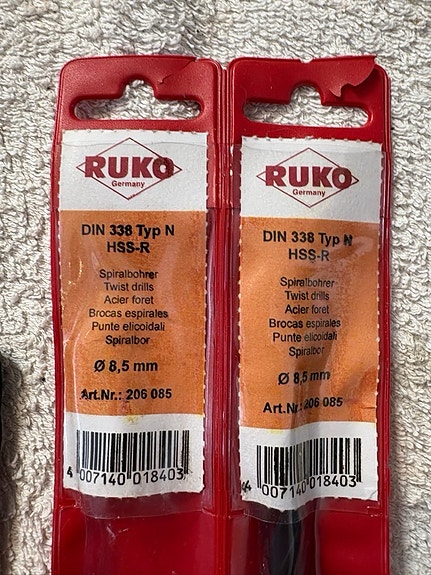 RUKO
Germany
DIN 338 Typ N
HSS-R
Spiralbohrer
Twist drills
Acier foret
Brocas espirales
Punte elicoidali
Spiralbor
Ø 8,5 mm
Art.Nr.: 206 085
4 007140 018403
RUKO
Germany
DIN 338 Typ N
HSS-R
Spiralbohrer
Twist drills
Acier foret
Brocas espirales
Punte elicoidali
Spiralbor
Ø 8,5 mm
Art.Nr.: 206 085
4 007140 018403